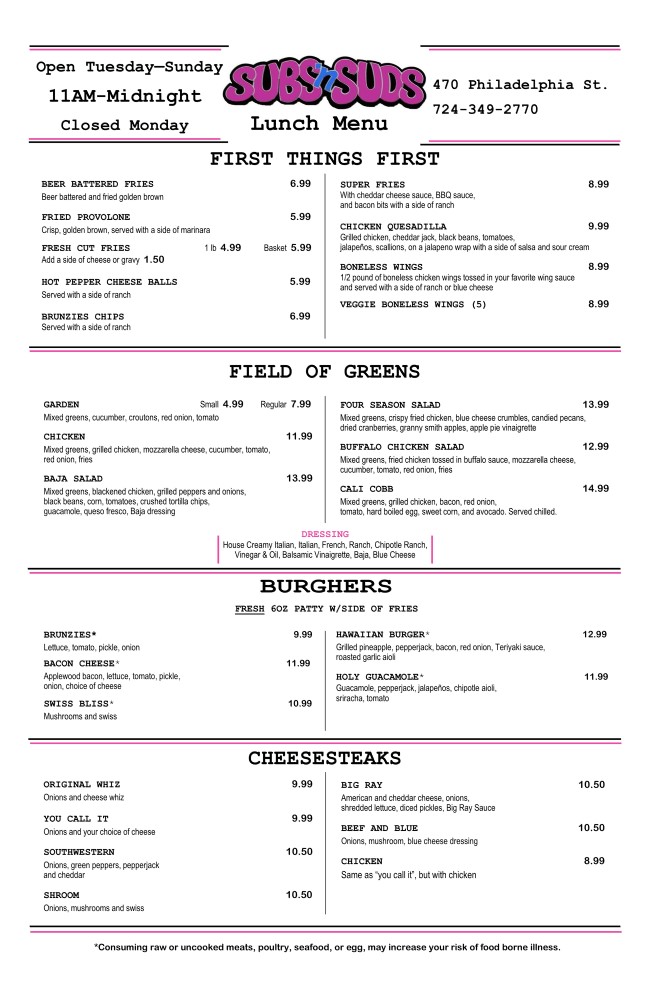 Open Tuesday—Sunday
11AM-Midnight
Closed Monday
SUBS'nSUDS
Lunch Menu
470 Philadelphia St.
724-349-2770
FIRST THINGS FIRST
BEER BATTERED FRIES 6.99
Beer battered and fried golden brown
FRIED PROVOLONE 5.99
Crisp, golden brown, served with a side of marinara
FRESH CUT FRIES 1 lb 4.99 Basket 5.99
Add a side of cheese or gravy 1.50
HOT PEPPER CHEESE BALLS 5.99
Served with a side of ranch
BRUNZIES CHIPS 6.99
Served with a side of ranch
SUPER FRIES 8.99
With cheddar cheese sauce, BBQ sauce,
and bacon bits with a side of ranch
CHICKEN QUESADILLA 9.99
Grilled chicken, cheddar jack, black beans, tomatoes,
jalapeños, scallions, on a jalapeno wrap with a side of salsa and sour cream
BONELESS WINGS 8.99
1/2 pound of boneless chicken wings tossed in your favorite wing sauce
and served with a side of ranch or blue cheese
VEGGIE BONELESS WINGS (5) 8.99
FIELD OF GREENS
GARDEN Small 4.99 Regular 7.99
Mixed greens, cucumber, croutons, red onion, tomato
CHICKEN 11.99
Mixed greens, grilled chicken, mozzarella cheese, cucumber, tomato,
red onion, fries
BAJA SALAD 13.99
Mixed greens, blackened chicken, grilled peppers and onions,
black beans, corn, tomatoes, crushed tortilla chips,
guacamole, queso fresco, Baja dressing
FOUR SEASON SALAD 13.99
Mixed greens, crispy fried chicken, blue cheese crumbles, candied pecans,
dried cranberries, granny smith apples, apple pie vinaigrette
BUFFALO CHICKEN SALAD 12.99
Mixed greens, fried chicken tossed in buffalo sauce, mozzarella cheese,
cucumber, tomato, red onion, fries
CALI COBB 14.99
Mixed greens, grilled chicken, bacon, red onion,
tomato, hard boiled egg, sweet corn, and avocado. Served chilled.
DRESSING
House Creamy Italian, Italian, French, Ranch, Chipotle Ranch,
Vinegar & Oil, Balsamic Vinaigrette, Baja, Blue Cheese
BURGHERS
FRESH 6OZ PATTY W/SIDE OF FRIES
BRUNZIES* 9.99
Lettuce, tomato, pickle, onion
BACON CHEESE* 11.99
Applewood bacon, lettuce, tomato, pickle,
onion, choice of cheese
SWISS BLISS* 10.99
Mushrooms and swiss
HAWAIIAN BURGER* 12.99
Grilled pineapple, pepperjack, bacon, red onion, Teriyaki sauce,
roasted garlic aioli
HOLY GUACAMOLE* 11.99
Guacamole, pepperjack, jalapeños, chipotle aioli,
sriracha, tomato
CHEESESTEAKS
ORIGINAL WHIZ 9.99
Onions and cheese whiz
YOU CALL IT 9.99
Onions and your choice of cheese
SOUTHWESTERN 10.50
Onions, green peppers, pepperjack
and cheddar
SHROOM 10.50
Onions, mushrooms and swiss
BIG RAY 10.50
American and cheddar cheese, onions,
shredded lettuce, diced pickles, Big Ray Sauce
BEEF AND BLUE 10.50
Onions, mushroom, blue cheese dressing
CHICKEN 8.99
Same as "you call it", but with chicken
*Consuming raw or uncooked meats, poultry, seafood, or egg, may increase your risk of food borne illness.